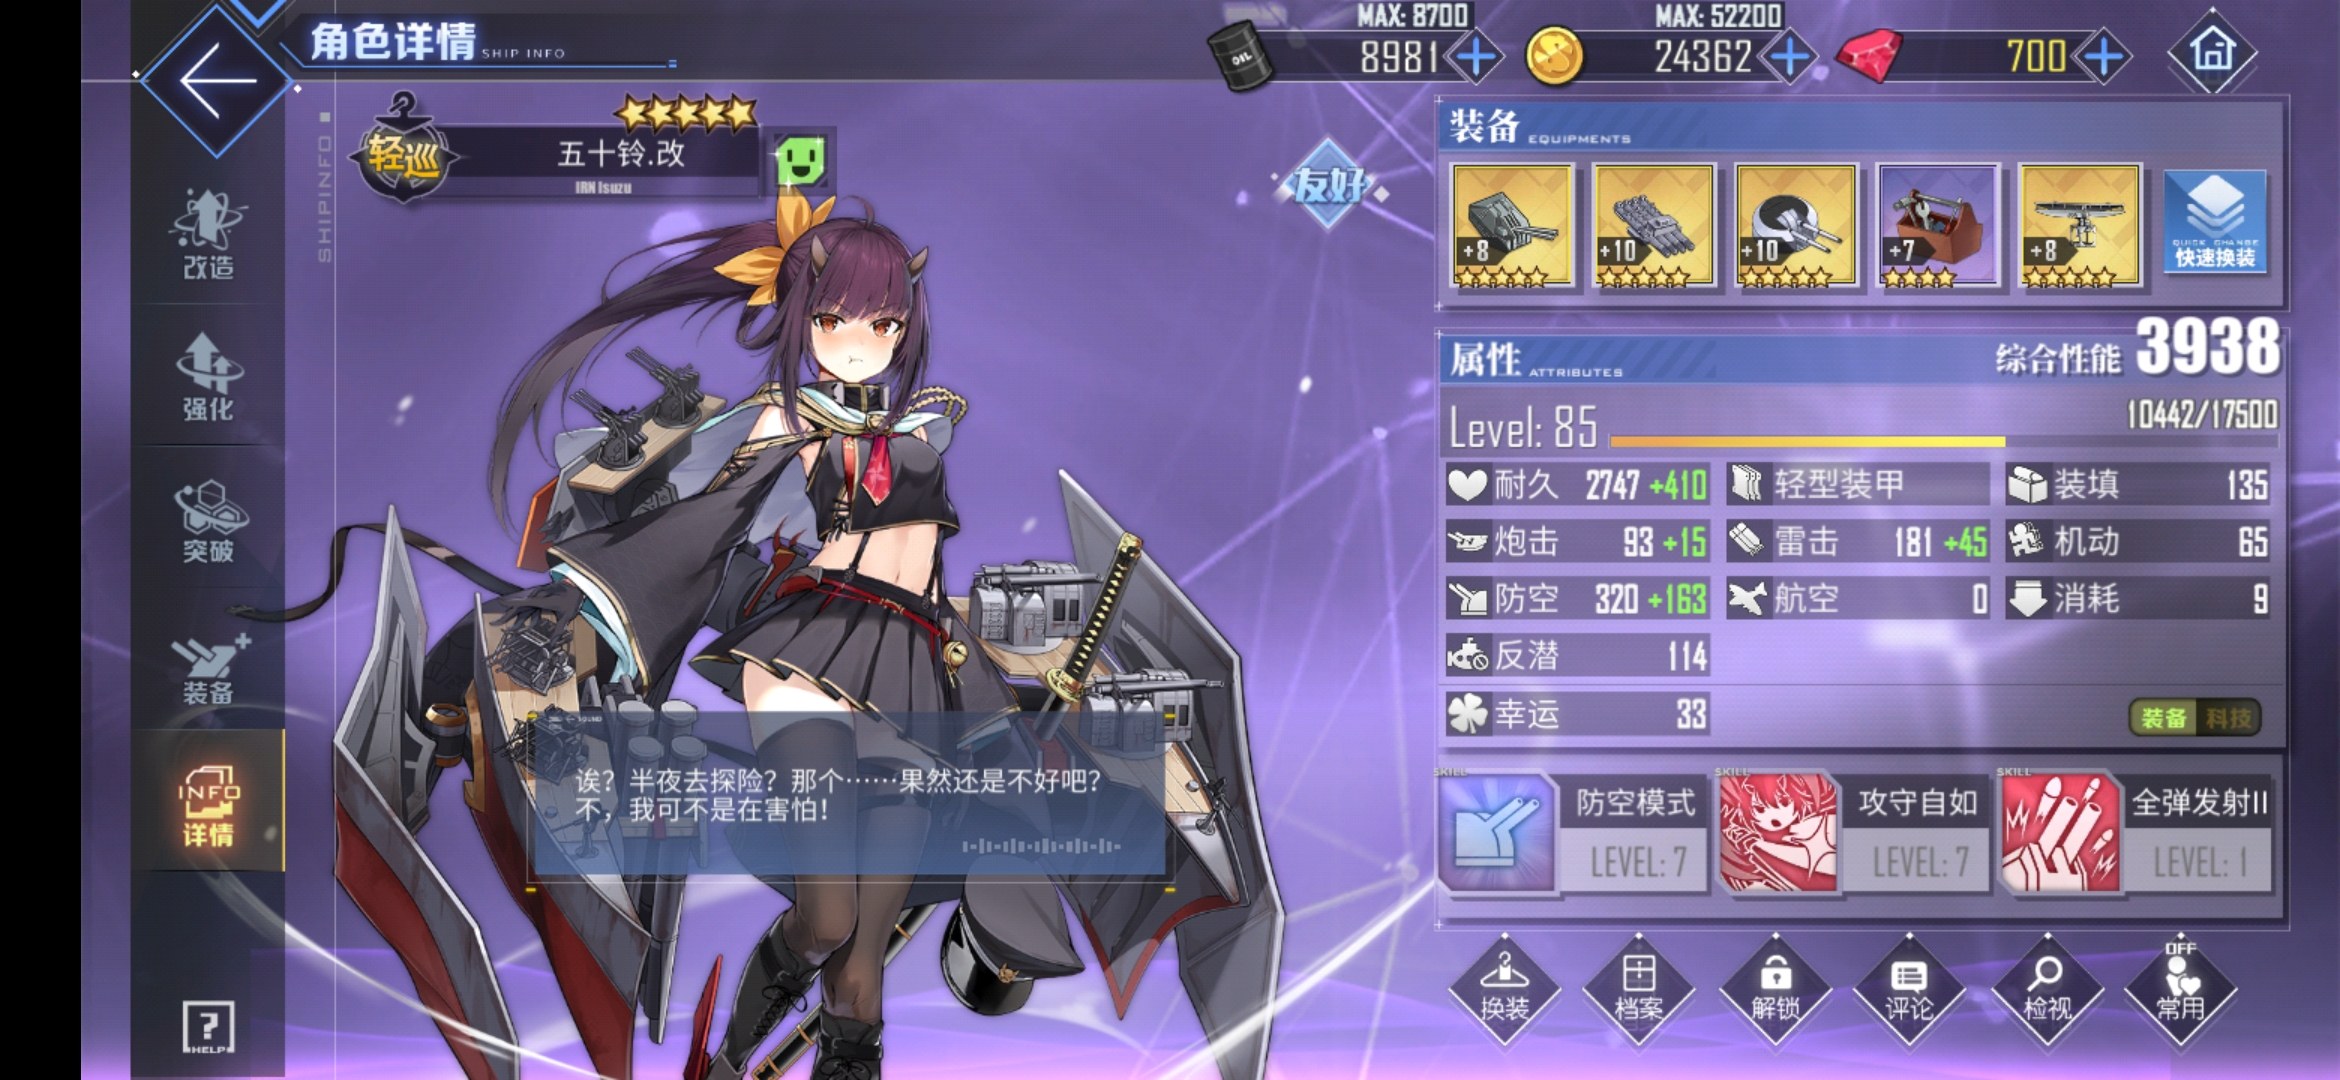 角色详情 SHIP INFO
MAX: 8700
8981
MAX: 52200
24362
700
OIL
SHIPINFO
轻巡
五十铃.改
IRN Isuzu
友好
改造
强化
突破
装备
INFO
详情
HELP
装备 EQUIPMENTS
+8
+10
+10
+7
+8
QUICK CHANGE
快速换装
属性 ATTRIBUTES
综合性能 3938
Level: 85
10442/17500
耐久 2747 +410
轻型装甲
装填 135
炮击 93 +15
雷击 181 +45
机动 65
防空 320 +163
航空 0
消耗 9
反潜 114
幸运 33
装备 科技
SOUND
诶？半夜去探险？那个……果然还是不好吧？
不，我可不是在害怕！
SKILL
防空模式
LEVEL: 7
SKILL
攻守自如
LEVEL: 7
SKILL
全弹发射II
LEVEL: 1
换装
档案
解锁
评论
检视
OFF
常用